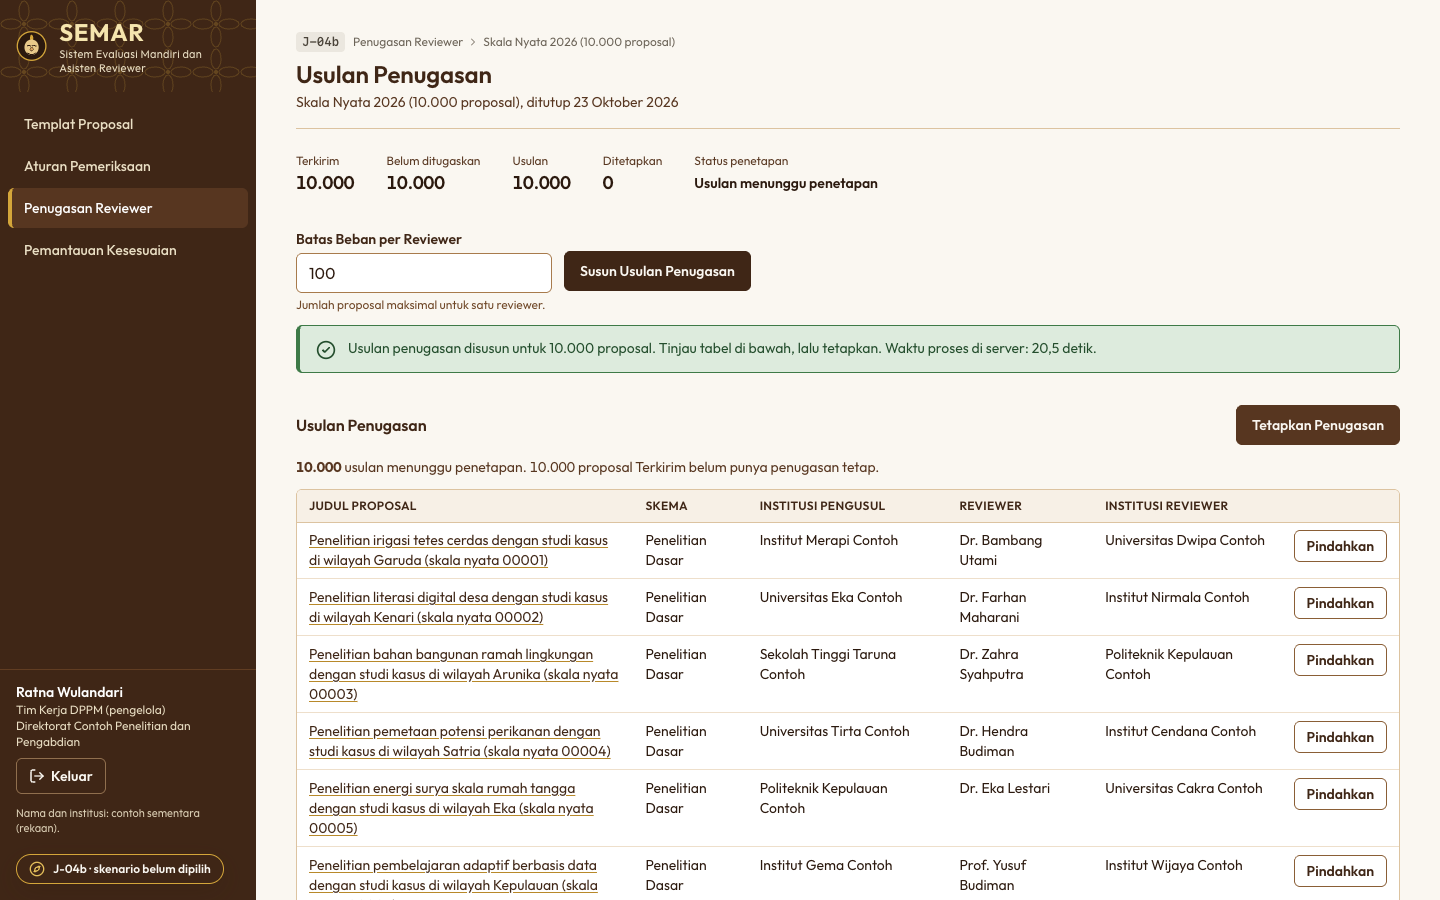 SEMAR
Sistem Evaluasi Mandiri dan
Asisten Reviewer
Templat Proposal
Aturan Pemeriksaan
Penugasan Reviewer
Pemantauan Kesesuaian
Ratna Wulandari
Tim Kerja DPPM (pengelola)
Direktorat Contoh Penelitian dan
Pengabdian
Keluar
Nama dan institusi: contoh sementara
(rekaan).
J-04b · skenario belum dipilih
J-04b Penugasan Reviewer > Skala Nyata 2026 (10.000 proposal)
Usulan Penugasan
Skala Nyata 2026 (10.000 proposal), ditutup 23 Oktober 2026
Terkirim Belum ditugaskan Usulan Ditetapkan Status penetapan
10.000 10.000 10.000 0 Usulan menunggu penetapan
Batas Beban per Reviewer
100 Susun Usulan Penugasan
Jumlah proposal maksimal untuk satu reviewer.
Usulan penugasan disusun untuk 10.000 proposal. Tinjau tabel di bawah, lalu tetapkan. Waktu proses di server: 20,5 detik.
Usulan Penugasan Tetapkan Penugasan
10.000 usulan menunggu penetapan. 10.000 proposal Terkirim belum punya penugasan tetap.
JUDUL PROPOSAL SKEMA INSTITUSI PENGUSUL REVIEWER INSTITUSI REVIEWER
Penelitian irigasi tetes cerdas dengan studi kasus Penelitian Institut Merapi Contoh Dr. Bambang Universitas Dwipa Contoh Pindahkan
di wilayah Garuda (skala nyata 00001) Dasar Utami
Penelitian literasi digital desa dengan studi kasus Penelitian Universitas Eka Contoh Dr. Farhan Institut Nirmala Contoh Pindahkan
di wilayah Kenari (skala nyata 00002) Dasar Maharani
Penelitian bahan bangunan ramah lingkungan Penelitian Sekolah Tinggi Taruna Dr. Zahra Politeknik Kepulauan Pindahkan
dengan studi kasus di wilayah Arunika (skala nyata Dasar Contoh Syahputra Contoh
00003)
Penelitian pemetaan potensi perikanan dengan Penelitian Universitas Tirta Contoh Dr. Hendra Institut Cendana Contoh Pindahkan
studi kasus di wilayah Satria (skala nyata 00004) Dasar Budiman
Penelitian energi surya skala rumah tangga Penelitian Politeknik Kepulauan Dr. Eka Lestari Universitas Cakra Contoh Pindahkan
dengan studi kasus di wilayah Eka (skala nyata Dasar Contoh
00005)
Penelitian pembelajaran adaptif berbasis data Penelitian Institut Gema Contoh Prof. Yusuf Institut Wijaya Contoh Pindahkan
dengan studi kasus di wilayah Kepulauan (skala Dasar Budiman